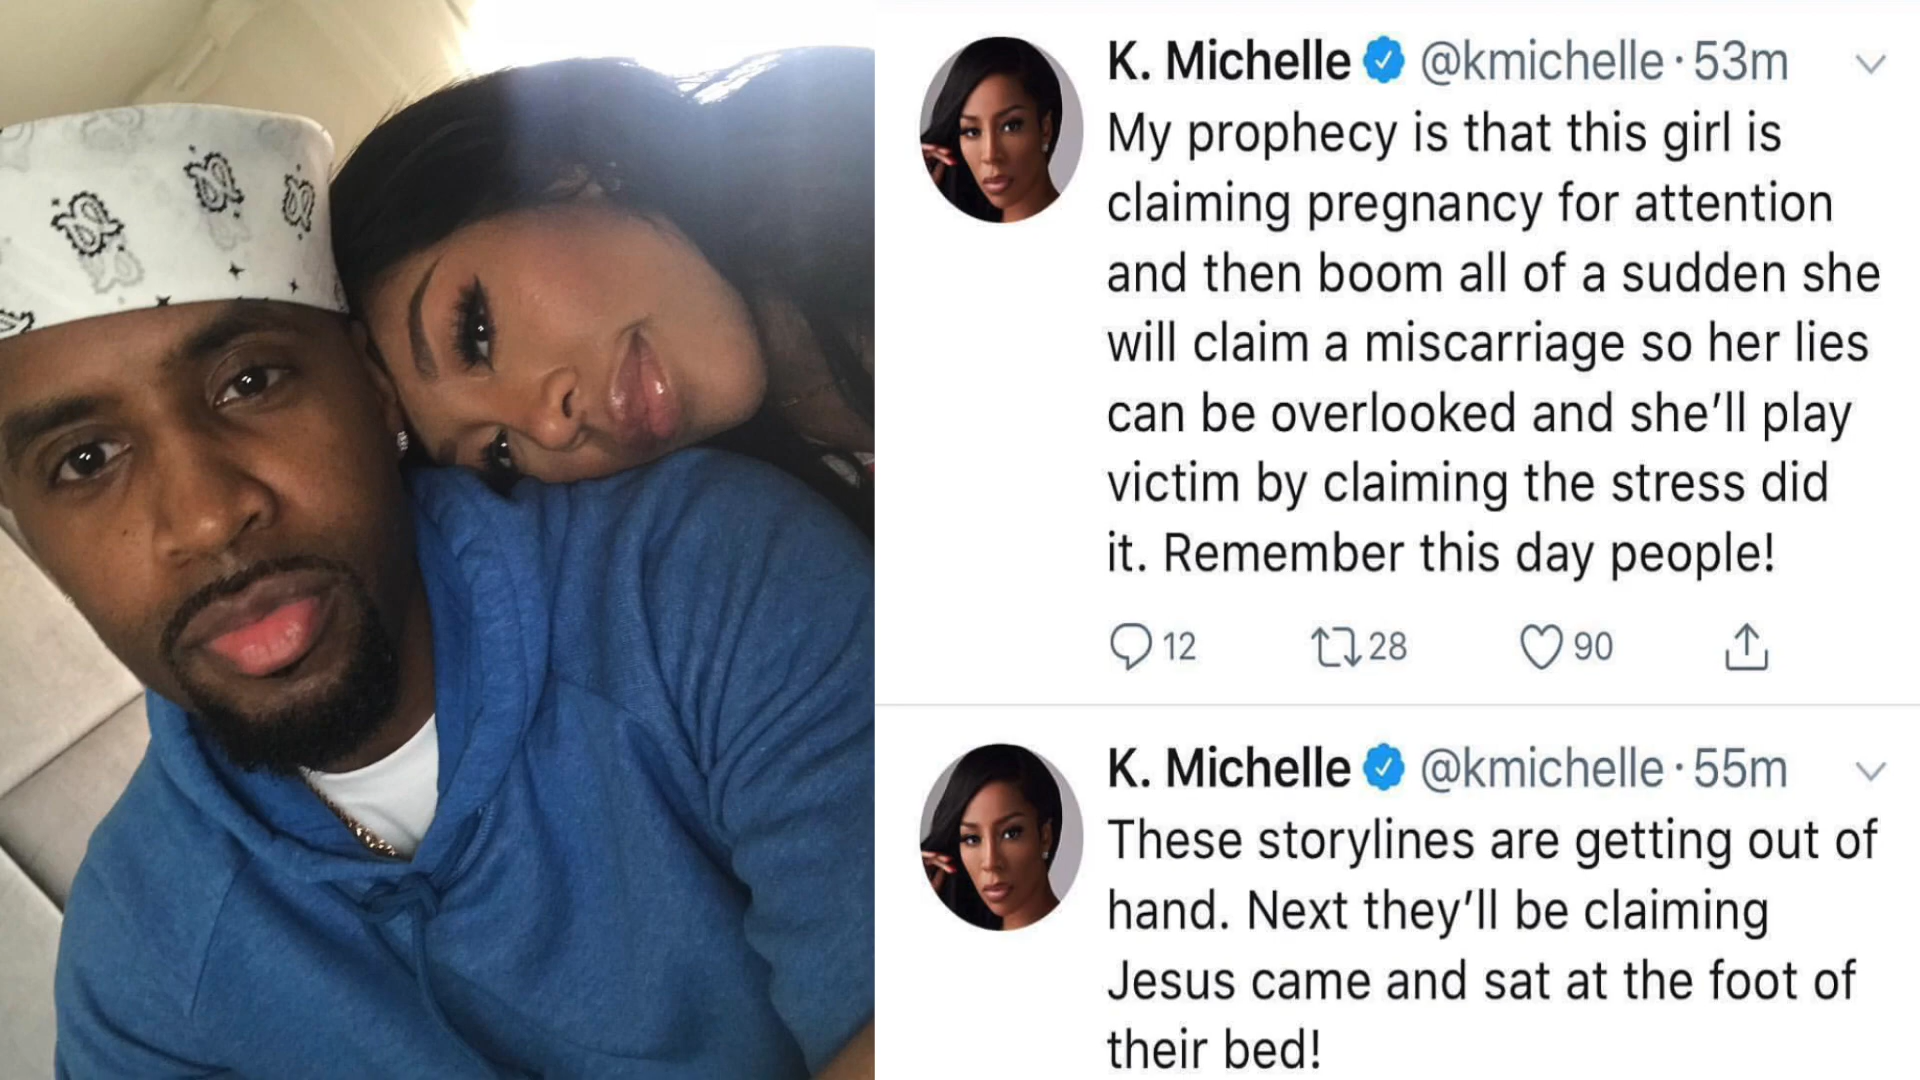 K. Michelle @kmichelle · 53m
My prophecy is that this girl is
claiming pregnancy for attention
and then boom all of a sudden she
will claim a miscarriage so her lies
can be overlooked and she'll play
victim by claiming the stress did
it. Remember this day people!
12 28 90
K. Michelle @kmichelle · 55m
These storylines are getting out of
hand. Next they'll be claiming
Jesus came and sat at the foot of
their bed!